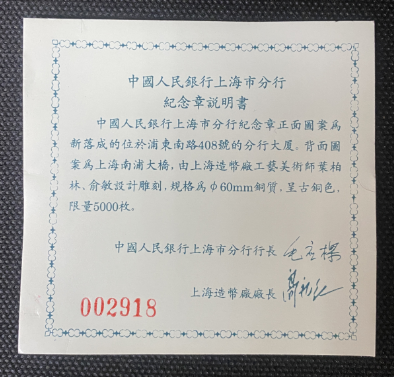 中國人民銀行上海市分行
紀念章説明書
中國人民銀行上海市分行紀念章正面圖案爲
新落成的位於浦東南路408號的分行大厦。背面圖
案爲上海南浦大橋。由上海造幣廠工藝美術師葉柏
林、俞敏設計雕刻,規格爲φ60mm銅質,呈古銅色,
限量5000枚。
中國人民銀行上海市分行行長
上海造幣廠廠長
002918